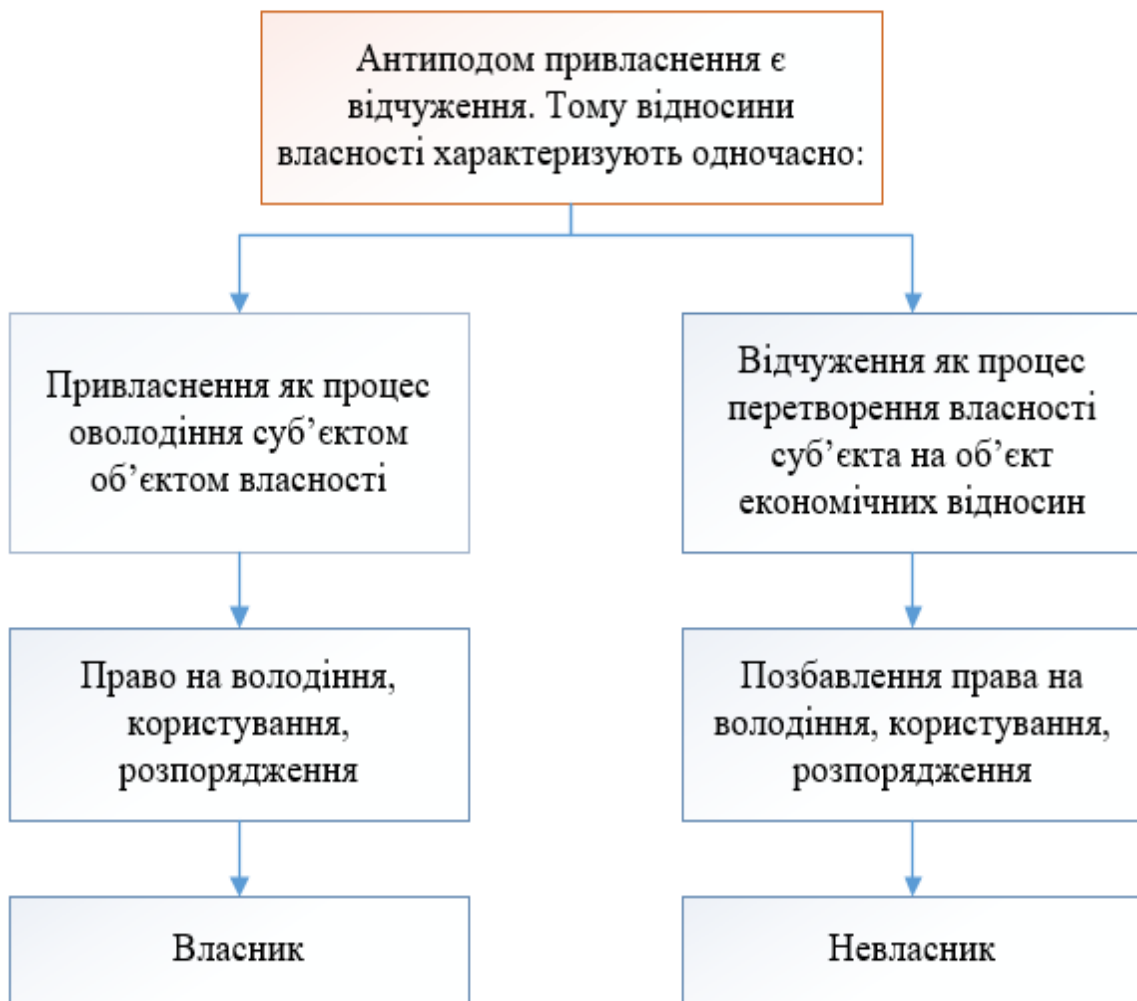 Антиподом привласнення є
відчуження. Тому відносини
власності характеризують одночасно:
Привласнення як процес
оволодіння суб’єктом
об’єктом власності
Відчуження як процес
перетворення власності
суб’єкта на об’єкт
економічних відносин
Право на володіння,
користування,
розпорядження
Позбавлення права на
володіння, користування,
розпорядження
Власник
Невласник